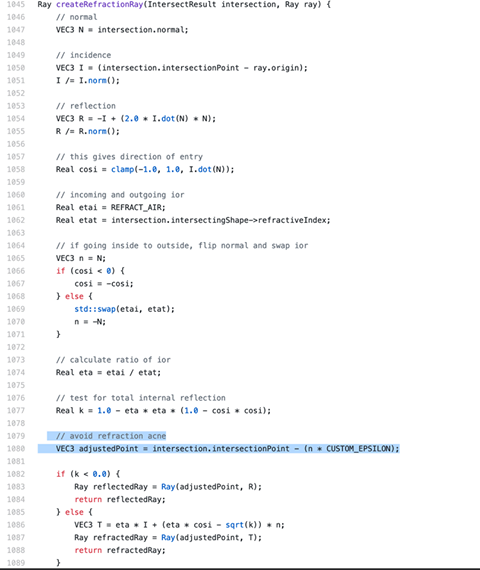 1045 Ray createRefractionRay(IntersectResult intersection, Ray ray) {
1046 // normal
1047 VEC3 N = intersection.normal;
1048
1049 // incidence
1050 VEC3 I = (intersection.intersectionPoint - ray.origin);
1051 I /= I.norm();
1052
1053 // reflection
1054 VEC3 R = -I + (2.0 * I.dot(N) * N);
1055 R /= R.norm();
1056
1057 // this gives direction of entry
1058 Real cosi = clamp(-1.0, 1.0, I.dot(N));
1059
1060 // incoming and outgoing ior
1061 Real etai = REFRACT_AIR;
1062 Real etat = intersection.intersectingShape->refractiveIndex;
1063
1064 // if going inside to outside, flip normal and swap ior
1065 VEC3 n = N;
1066 if (cosi < 0) {
1067 cosi = -cosi;
1068 } else {
1069 std::swap(etai, etat);
1070 n = -N;
1071 }
1072
1073 // calculate ratio of ior
1074 Real eta = etai / etat;
1075
1076 // test for total internal reflection
1077 Real k = 1.0 - eta * eta * (1.0 - cosi * cosi);
1078
1079 // avoid refraction acne
1080 VEC3 adjustedPoint = intersection.intersectionPoint - (n * CUSTOM_EPSILON);
1081
1082 if (k < 0.0) {
1083 Ray reflectedRay = Ray(adjustedPoint, R);
1084 return reflectedRay;
1085 } else {
1086 VEC3 T = eta * I + (eta * cosi - sqrt(k)) * n;
1087 Ray refractedRay = Ray(adjustedPoint, T);
1088 return refractedRay;
1089 }